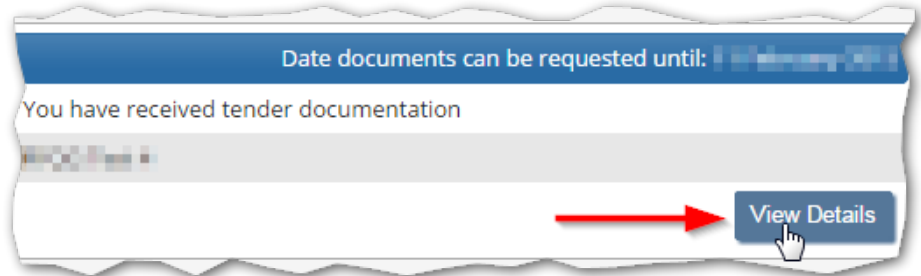 Date documents can be requested until:
You have received tender documentation
View Details